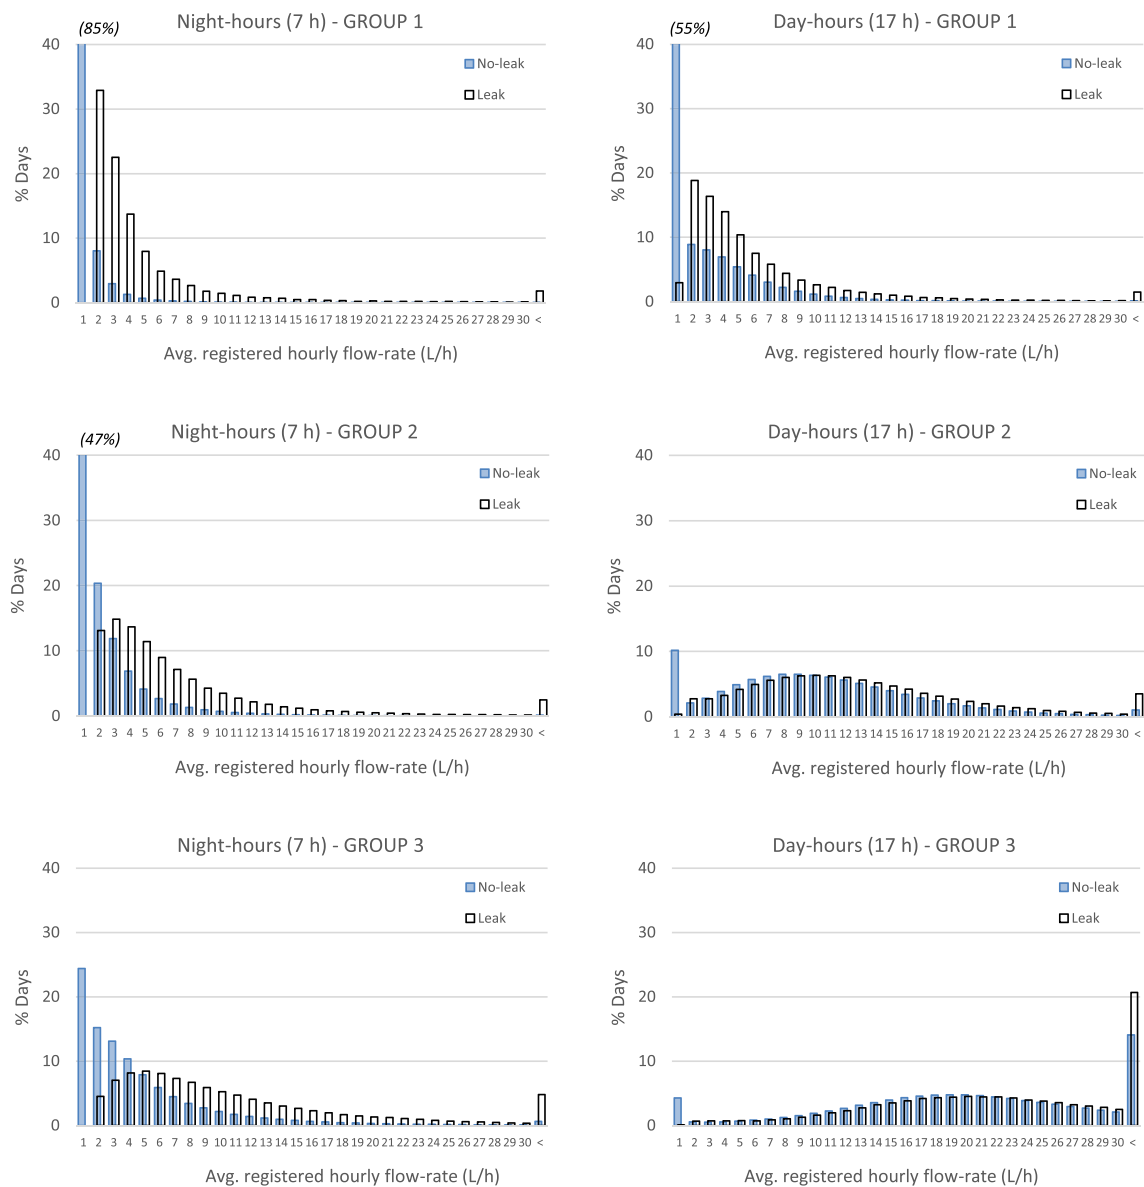 Night-hours (7 h) - GROUP 1
(85%)
40
30
20
10
0
% Days
No-leak
Leak
1 2 3 4 5 6 7 8 9 10 11 12 13 14 15 16 17 18 19 20 21 22 23 24 25 26 27 28 29 30 <
Avg. registered hourly flow-rate (L/h)
Day-hours (17 h) - GROUP 1
(55%)
40
30
20
10
0
% Days
No-leak
Leak
1 2 3 4 5 6 7 8 9 10 11 12 13 14 15 16 17 18 19 20 21 22 23 24 25 26 27 28 29 30 <
Avg. registered hourly flow-rate (L/h)
Night-hours (7 h) - GROUP 2
(47%)
40
30
20
10
0
% Days
No-leak
Leak
1 2 3 4 5 6 7 8 9 10 11 12 13 14 15 16 17 18 19 20 21 22 23 24 25 26 27 28 29 30 <
Avg. registered hourly flow-rate (L/h)
Day-hours (17 h) - GROUP 2
40
30
20
10
0
% Days
No-leak
Leak
1 2 3 4 5 6 7 8 9 10 11 12 13 14 15 16 17 18 19 20 21 22 23 24 25 26 27 28 29 30 <
Avg. registered hourly flow-rate (L/h)
Night-hours (7 h) - GROUP 3
40
30
20
10
0
% Days
No-leak
Leak
1 2 3 4 5 6 7 8 9 10 11 12 13 14 15 16 17 18 19 20 21 22 23 24 25 26 27 28 29 30 <
Avg. registered hourly flow-rate (L/h)
Day-hours (17 h) - GROUP 3
40
30
20
10
0
% Days
No-leak
Leak
1 2 3 4 5 6 7 8 9 10 11 12 13 14 15 16 17 18 19 20 21 22 23 24 25 26 27 28 29 30 <
Avg. registered hourly flow-rate (L/h)